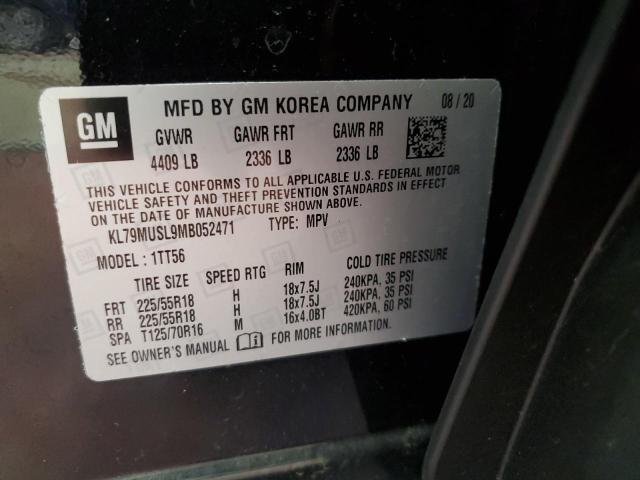 GM
MFD BY GM KOREA COMPANY 08/20
GVWR GAWR FRT GAWR RR
4409 LB 2336 LB 2336 LB
THIS VEHICLE CONFORMS TO ALL APPLICABLE U.S. FEDERAL MOTOR
VEHICLE SAFETY AND THEFT PREVENTION STANDARDS IN EFFECT
ON THE DATE OF MANUFACTURE SHOWN ABOVE.
KL79MUSL9MB052471 TYPE: MPV
MODEL: 1TT56
TIRE SIZE SPEED RTG RIM COLD TIRE PRESSURE
FRT 225/55R18 H 18x7.5J 240KPA, 35 PSI
RR 225/55R18 H 18x7.5J 240KPA, 35 PSI
SPA T125/70R16 M 16x4.0BT 420KPA, 60 PSI
SEE OWNER'S MANUAL